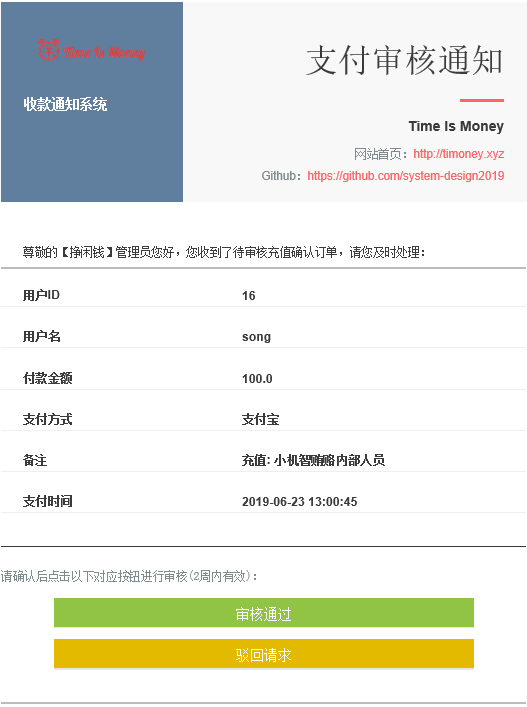 Time Is Money
收款通知系统
支付审核通知
Time Is Money
网站首页：http://timoney.xyz
Github：https://github.com/system-design2019
尊敬的【挣闲钱】管理员您好，您收到了待审核充值确认订单，请您及时处理：
用户ID 16
用户名 song
付款金额 100.0
支付方式 支付宝
备注 充值: 小机智贿赂内部人员
支付时间 2019-06-23 13:00:45
请确认后点击以下对应按钮进行审核(2周内有效)：
审核通过
驳回请求